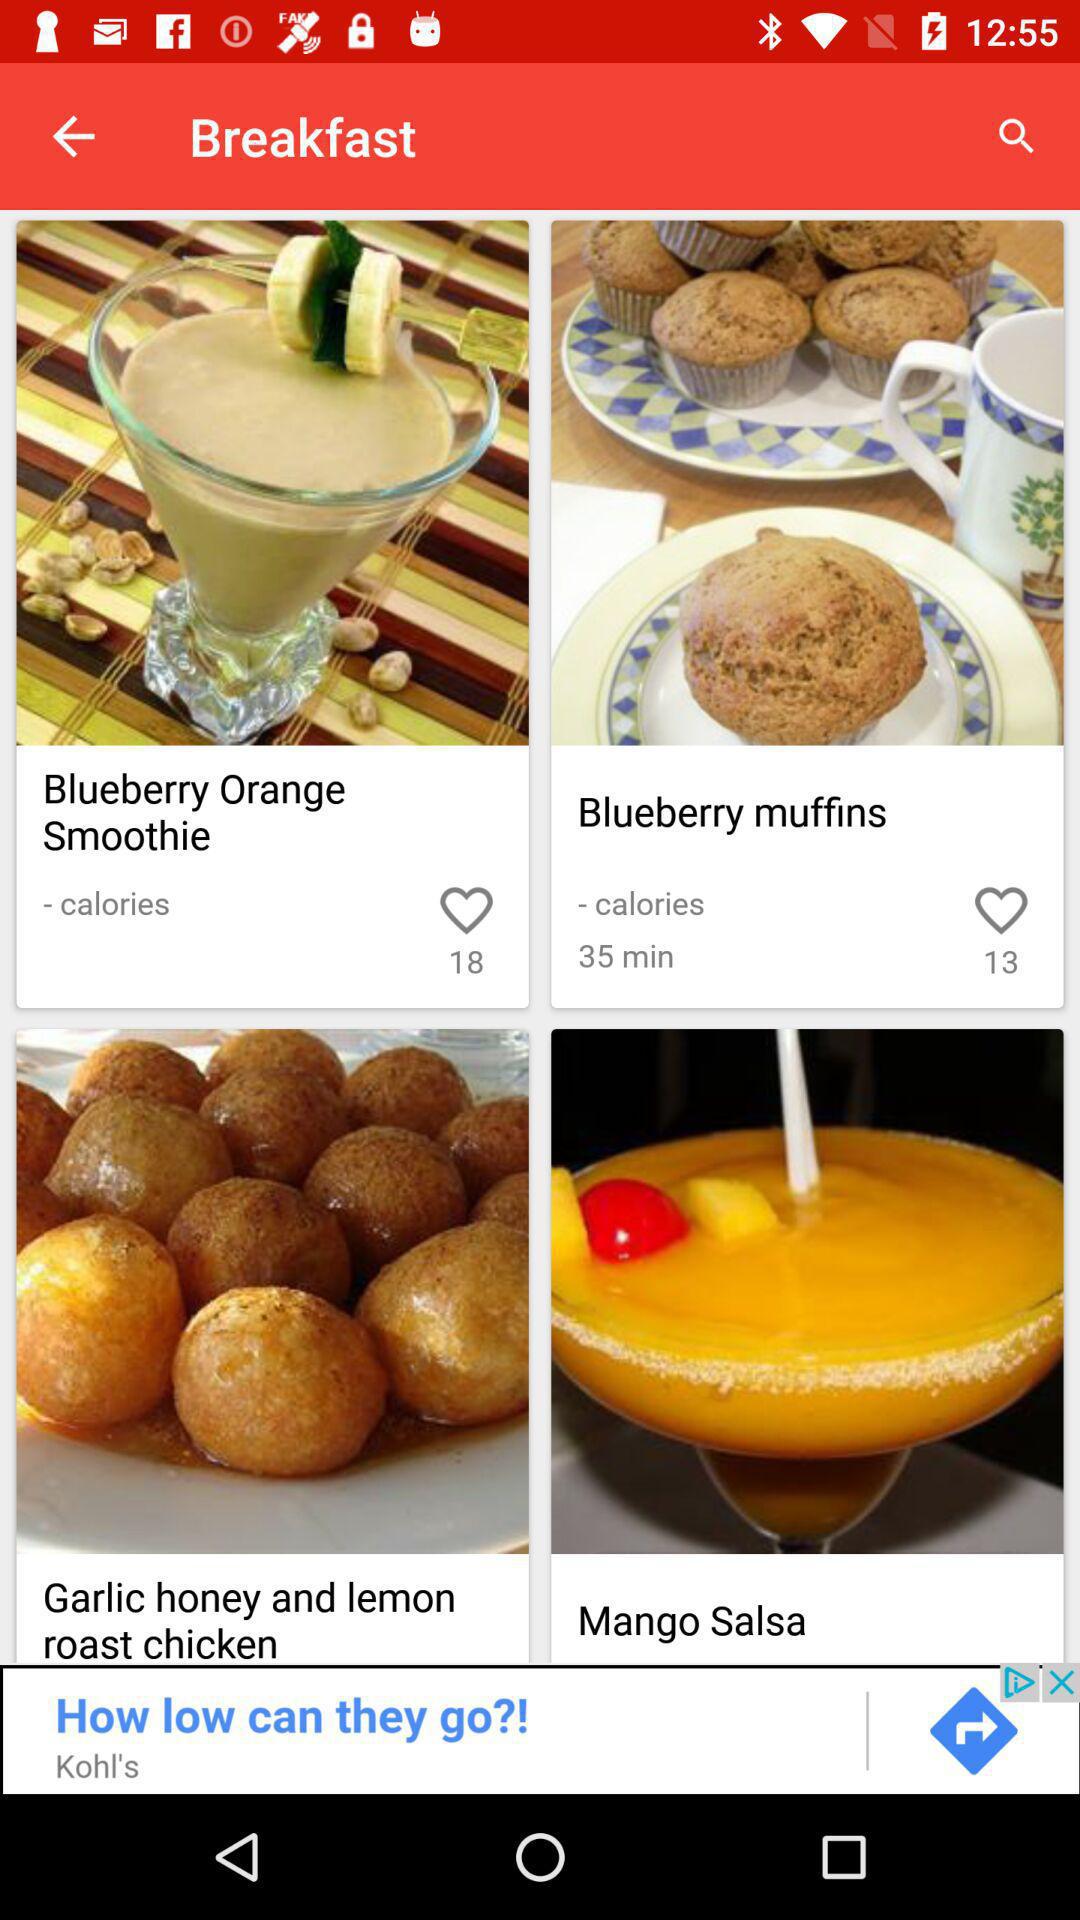 FAKE
12:55
Breakfast
Blueberry Orange
Smoothie
- calories
18
Blueberry muffins
- calories
35 min
13
Garlic honey and lemon
roast chicken
Mango Salsa
How low can they go?!
Kohl's